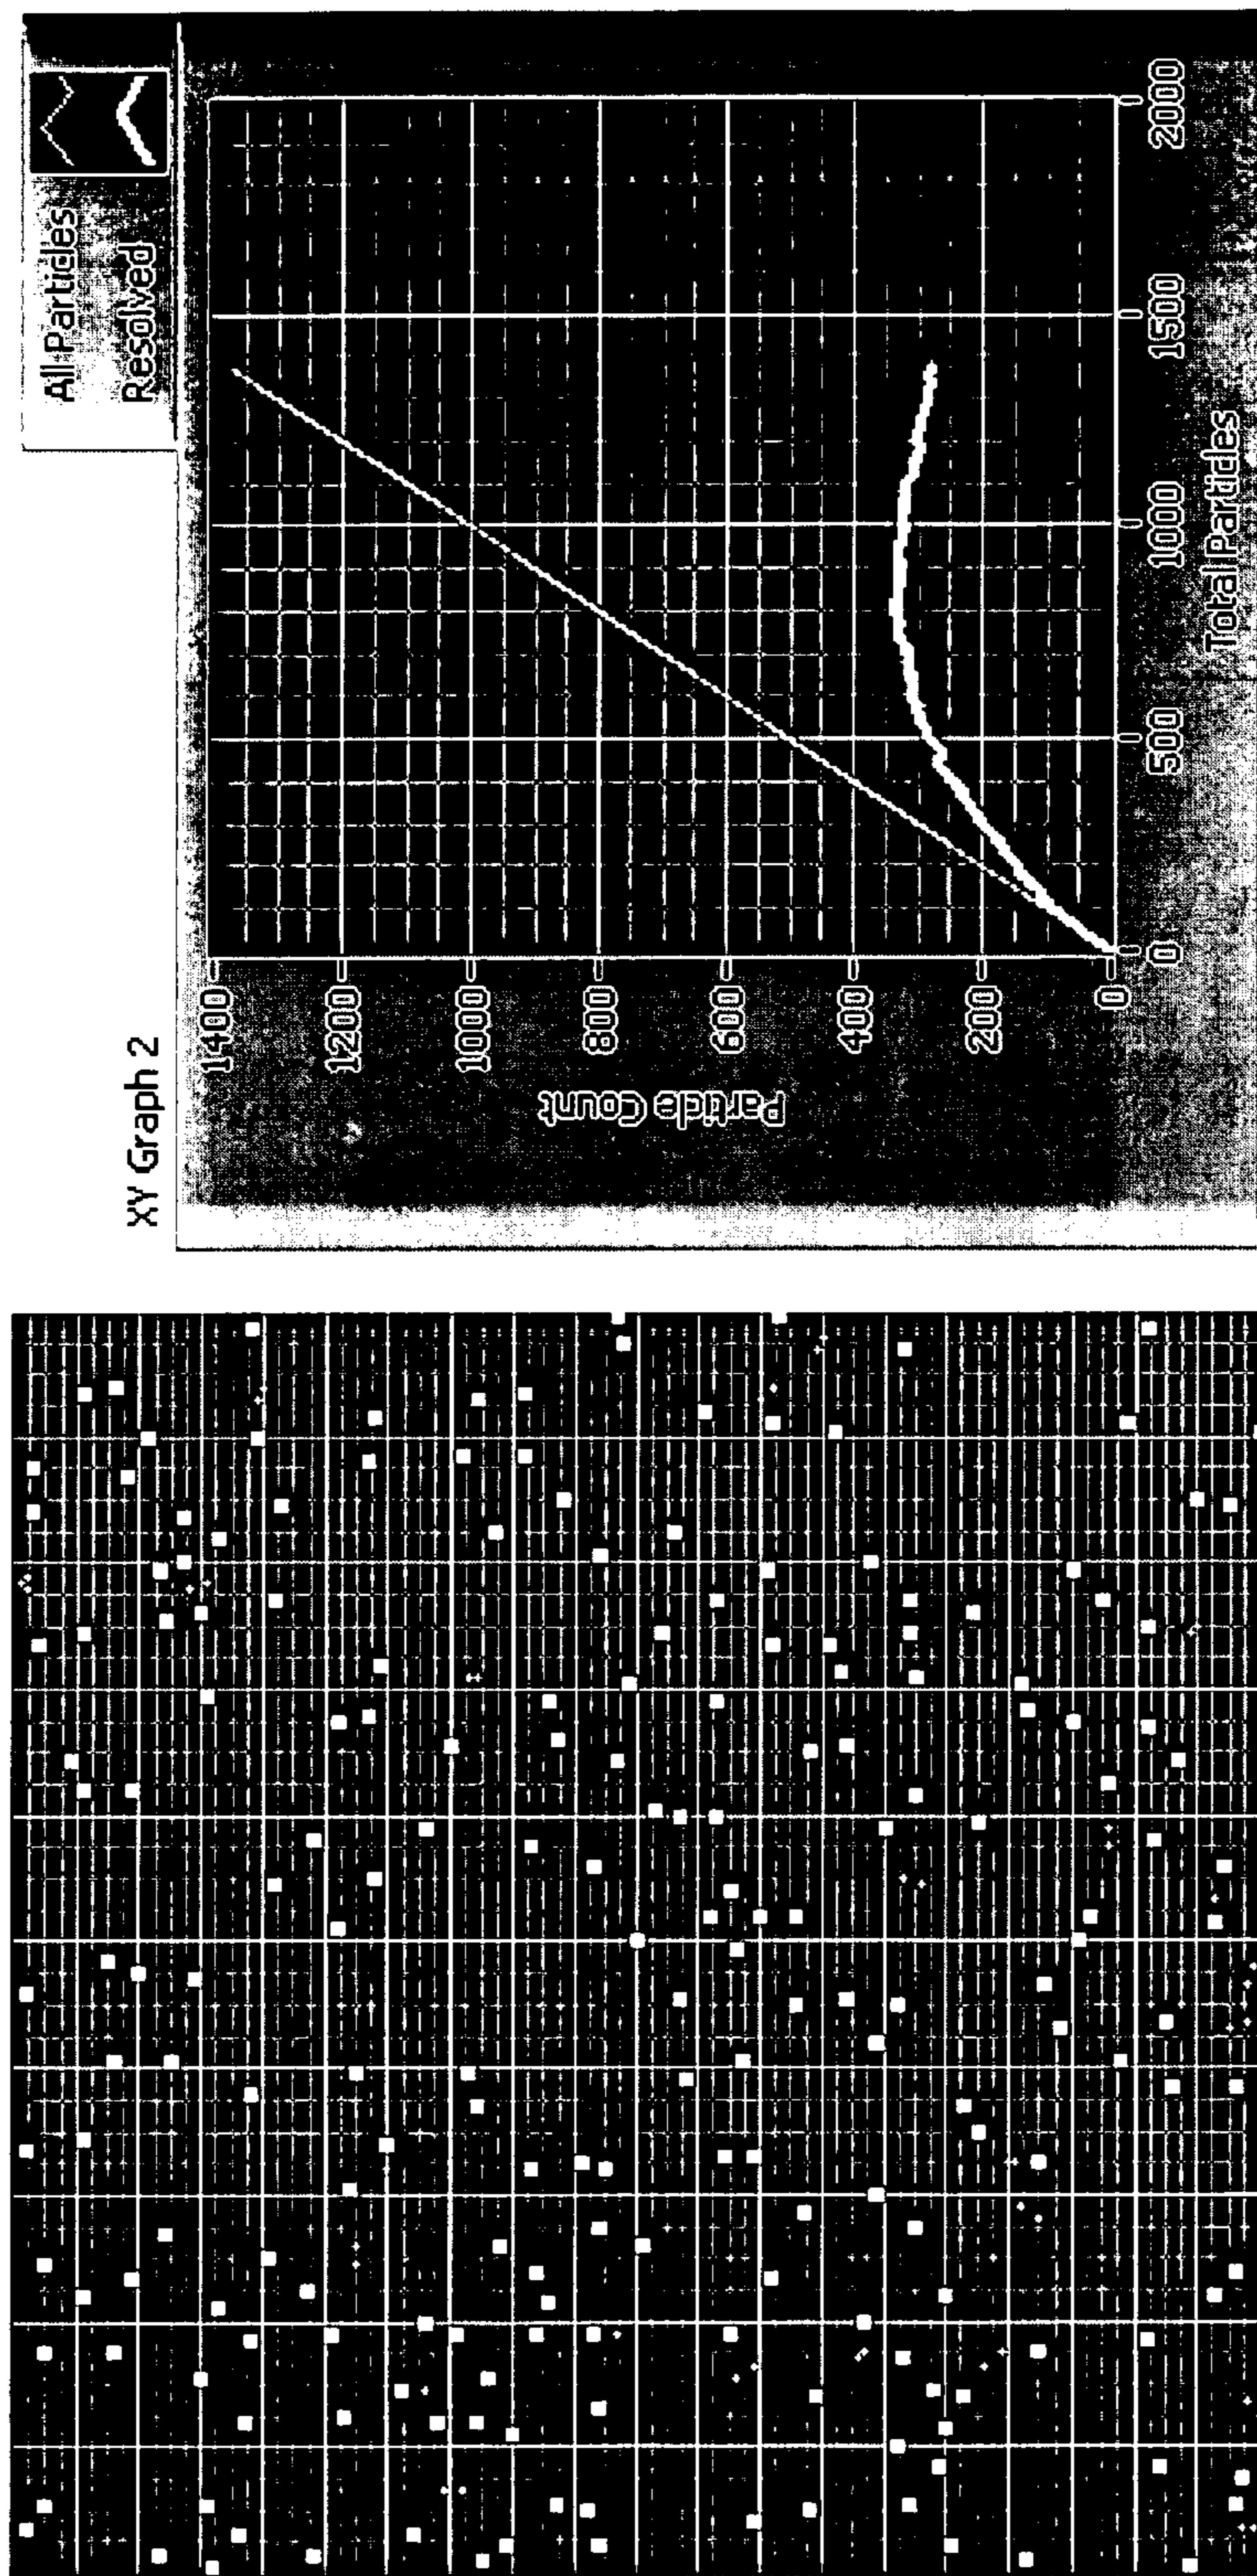 XY Graph 2
All Particles
Resolved
Particle Count
1400
1200
1000
800
600
400
200
0
0
500
1000
1500
2000
Total Particles